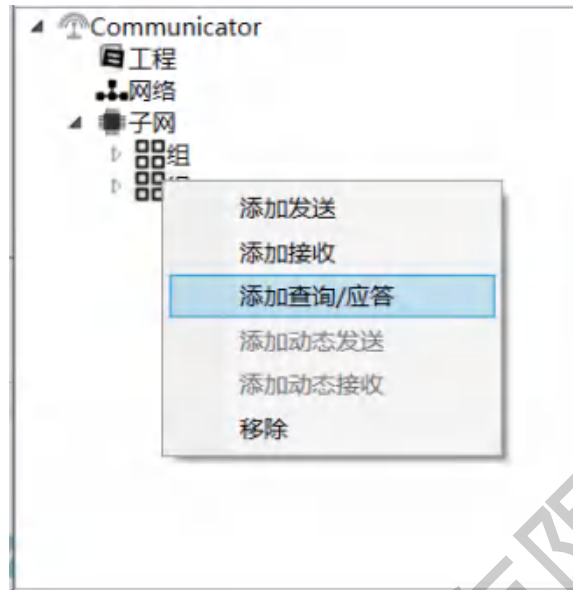 Communicator
工程
网络
子网
组
添加发送
添加接收
添加查询/应答
添加动态发送
添加动态接收
移除